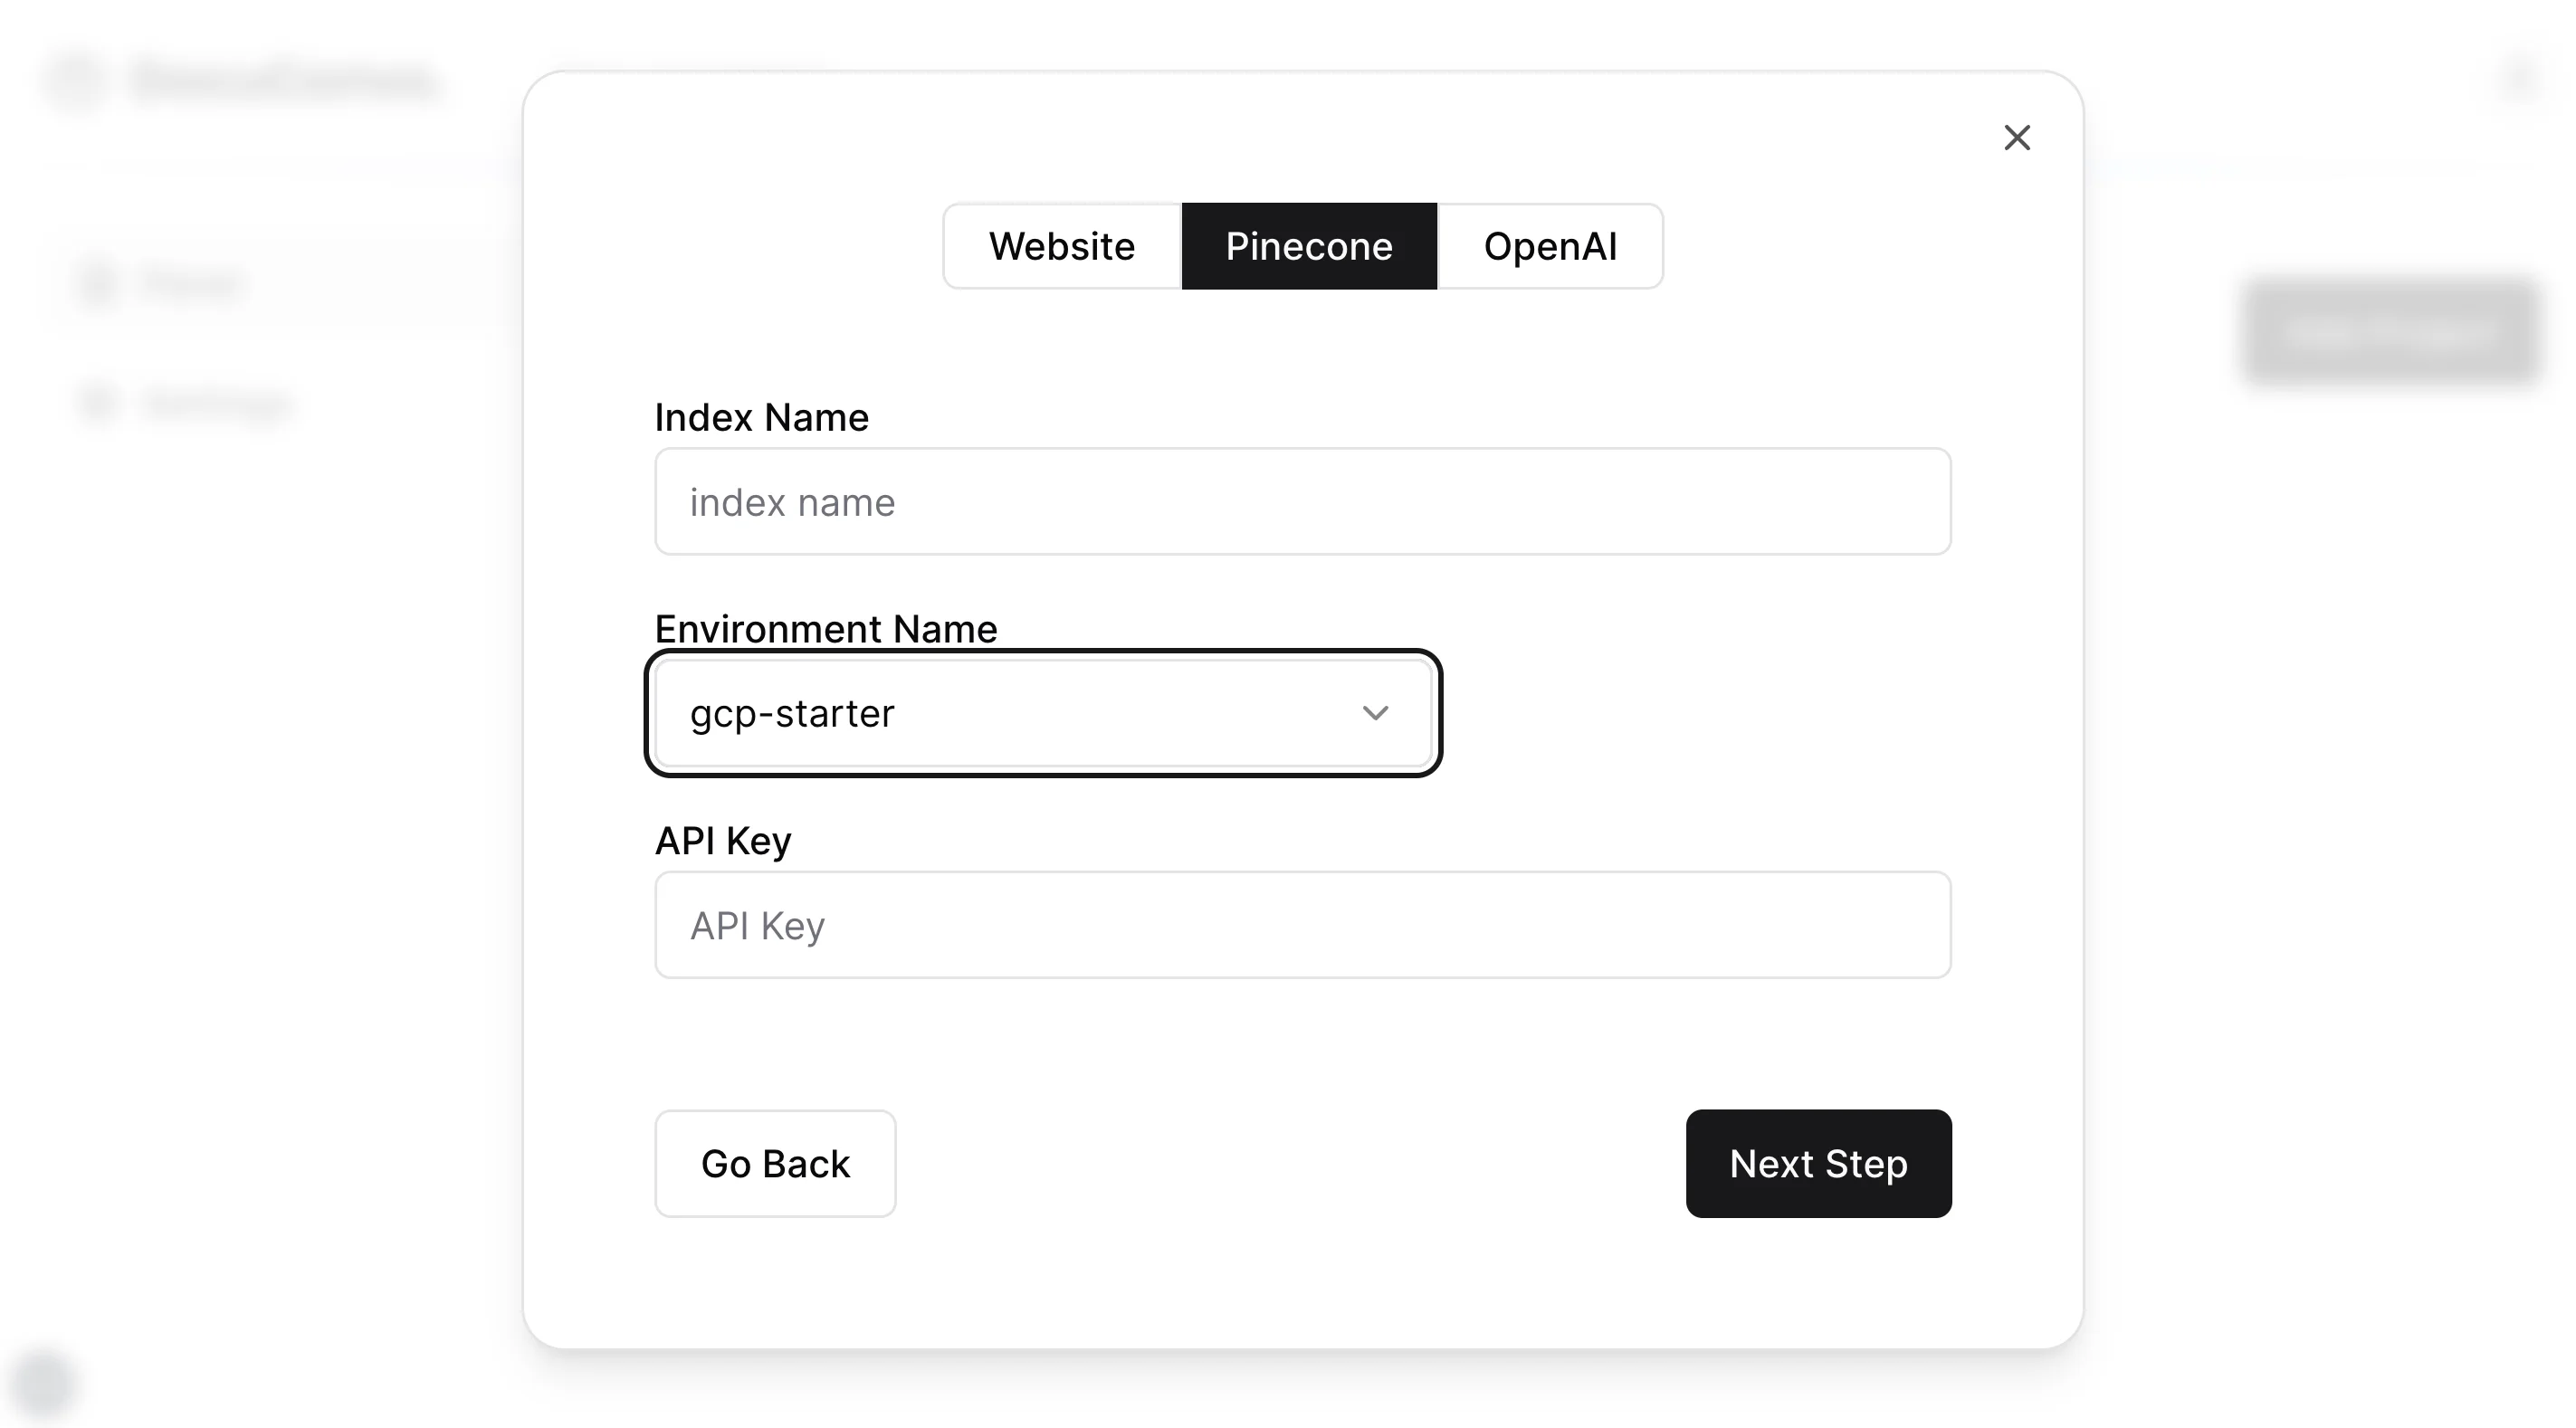 Website Pinecone OpenAI
Index Name
index name
Environment Name
gcp-starter
API Key
API Key
Go Back Next Step